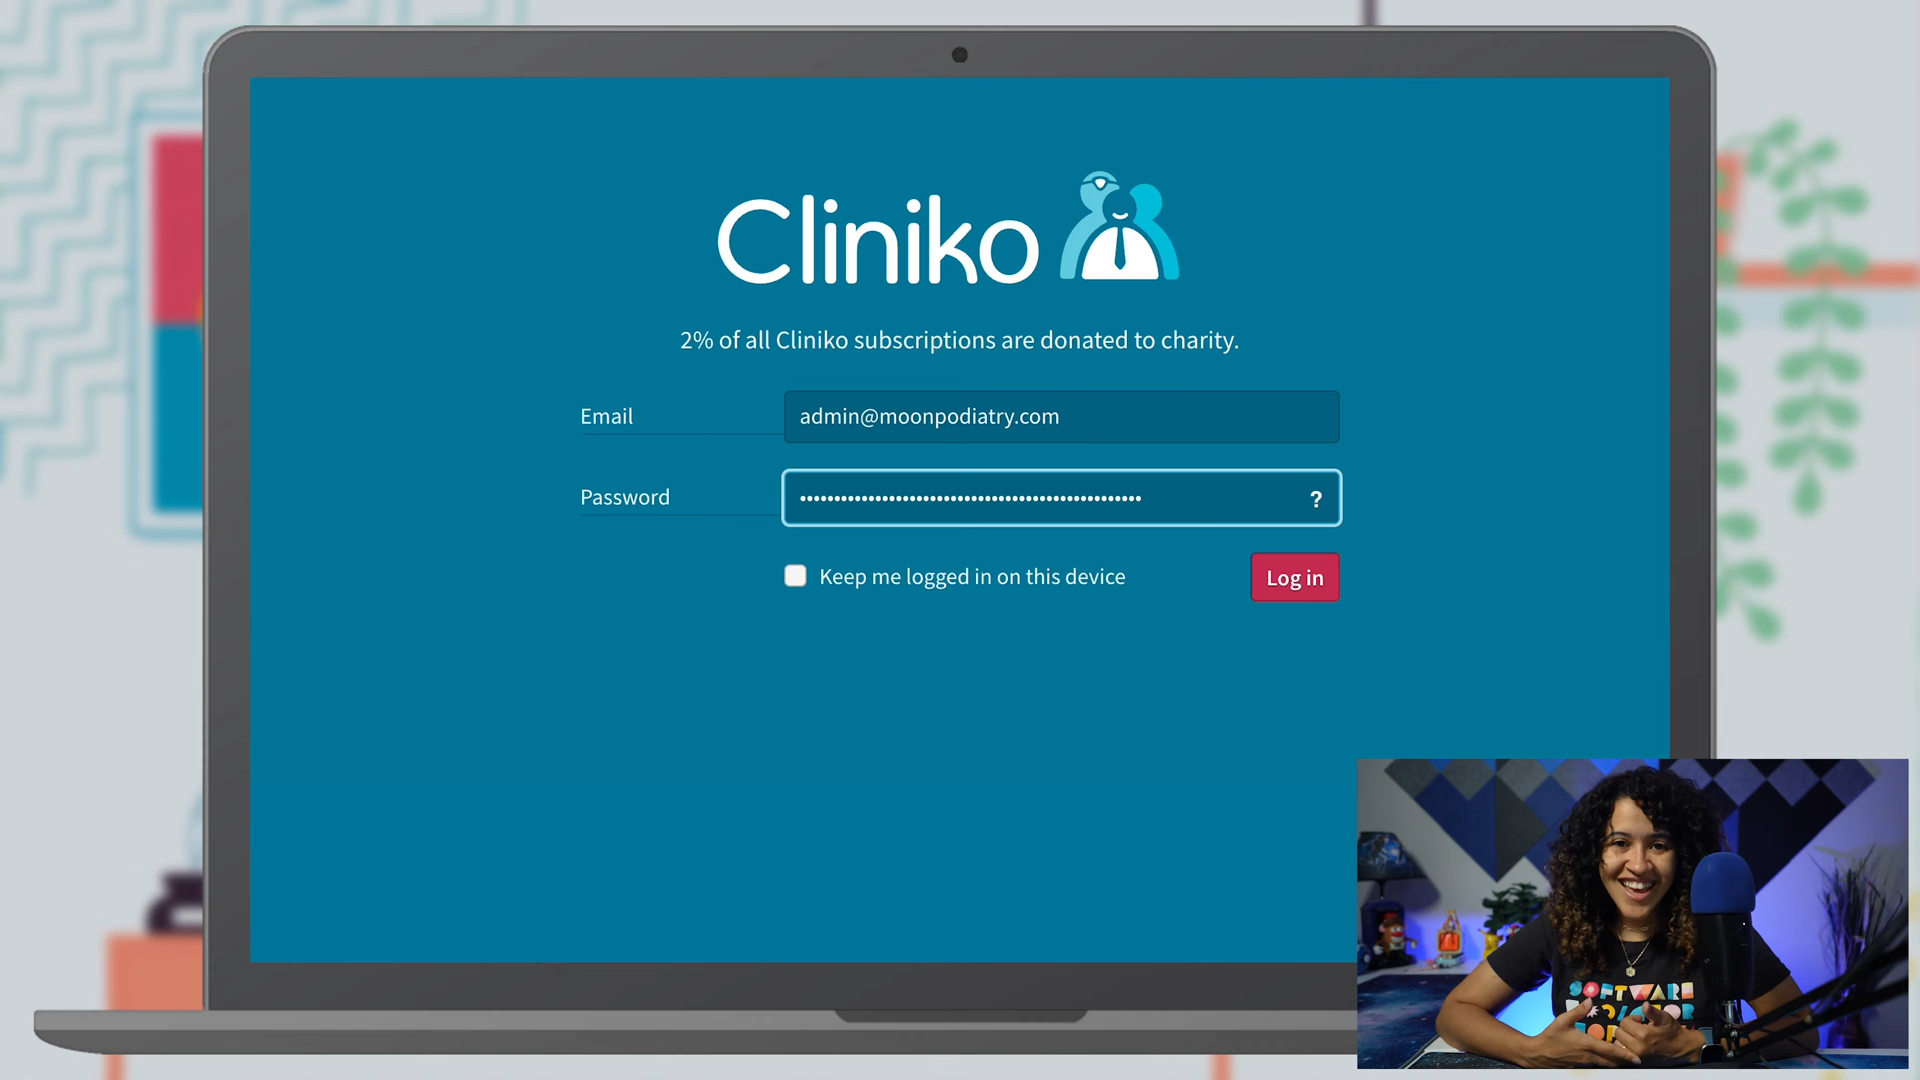 Cliniko
2% of all Cliniko subscriptions are donated to charity.
Email
admin@moonpodiatry.com
Password
••••••••••••••••••••••••••••••••••••••••••••••••••
?
Keep me logged in on this device
Log in
SOFTWARE